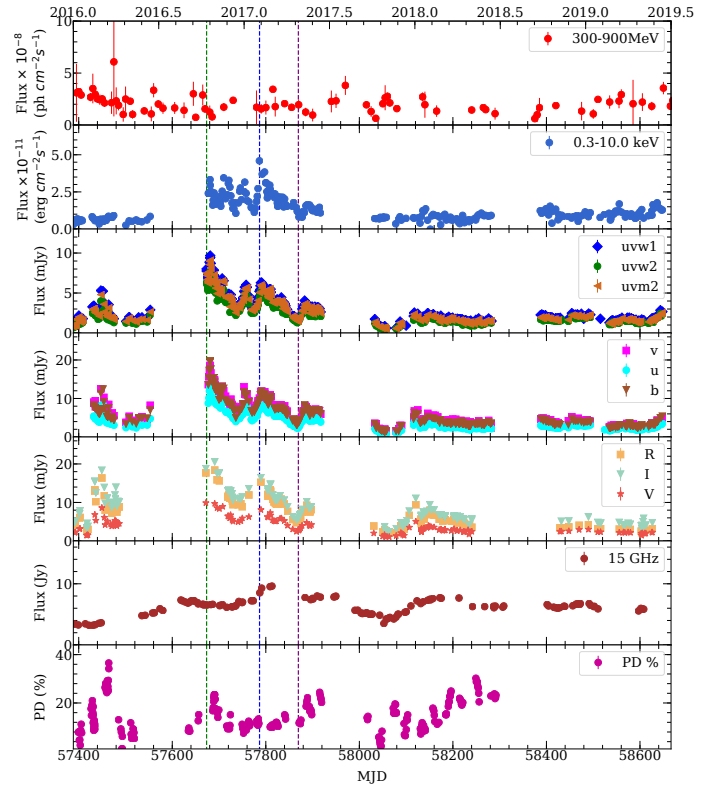 2016.0 2016.5 2017.0 2017.5 2018.0 2018.5 2019.0 2019.5
Flux × 10⁻⁸
(ph cm⁻²s⁻¹)
10
5
0
300-900MeV
Flux ×10⁻¹¹
(erg cm⁻²s⁻¹)
5.0
2.5
0.0
0.3-10.0 keV
Flux (mJy)
10
5
0
uvw1
uvw2
uvm2
Flux (mJy)
20
10
0
v
u
b
Flux (mJy)
20
10
0
R
I
V
Flux (Jy)
10
0
15 GHz
PD (%)
40
20
PD %
57400 57600 57800 58000 58200 58400 58600
MJD